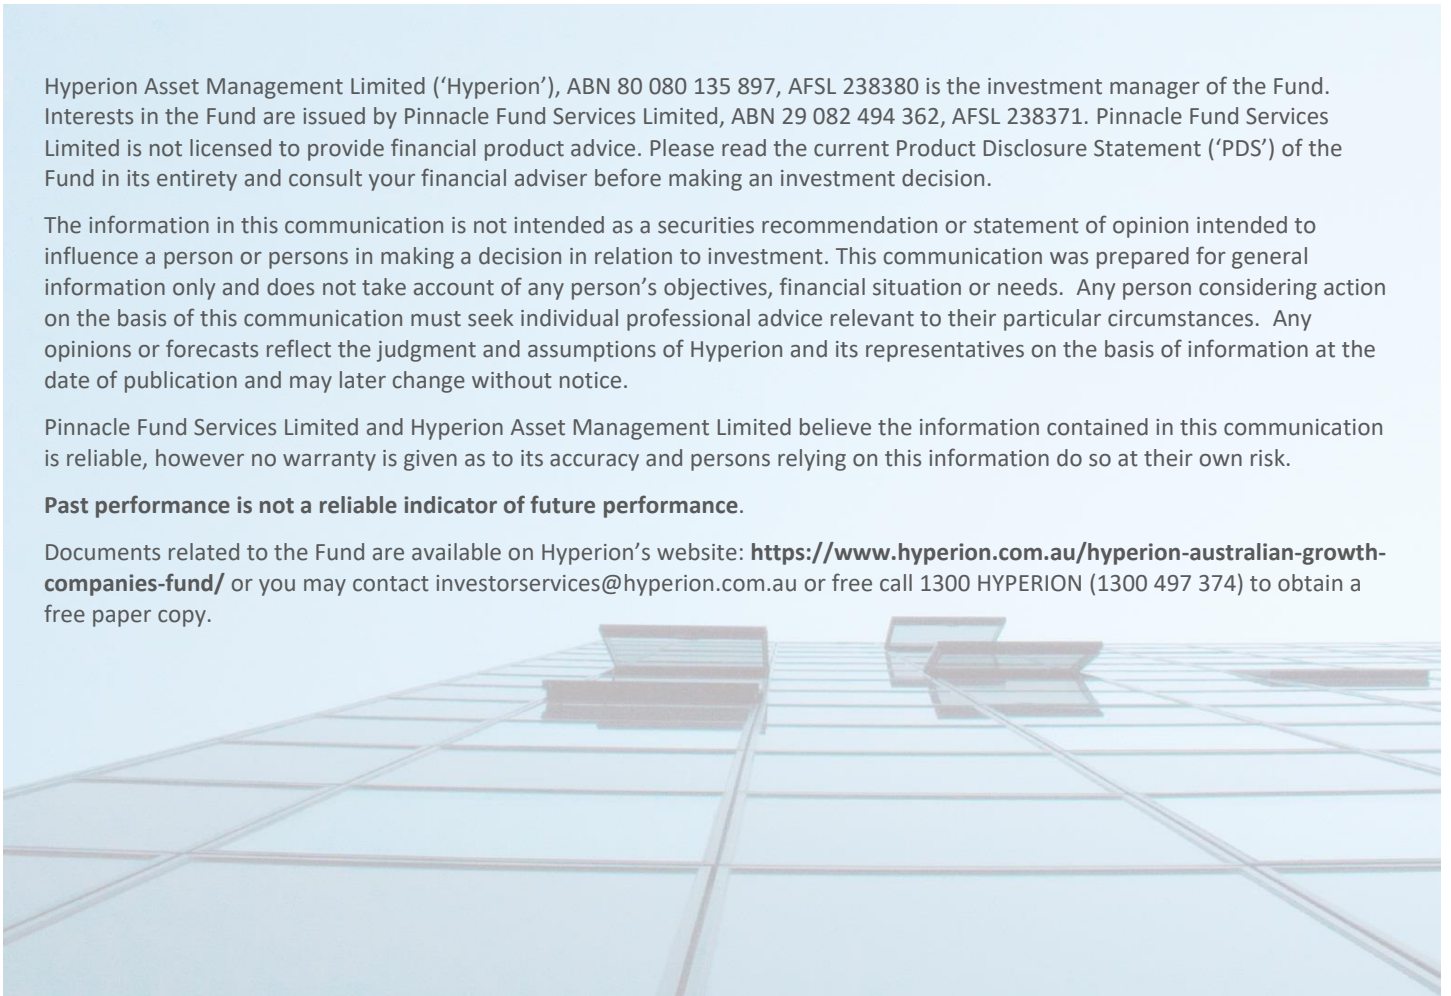 Hyperion Asset Management Limited (‘Hyperion’), ABN 80 080 135 897, AFSL 238380 is the investment manager of the Fund.
Interests in the Fund are issued by Pinnacle Fund Services Limited, ABN 29 082 494 362, AFSL 238371. Pinnacle Fund Services
Limited is not licensed to provide financial product advice. Please read the current Product Disclosure Statement (‘PDS’) of the
Fund in its entirety and consult your financial adviser before making an investment decision.
The information in this communication is not intended as a securities recommendation or statement of opinion intended to
influence a person or persons in making a decision in relation to investment. This communication was prepared for general
information only and does not take account of any person’s objectives, financial situation or needs.  Any person considering action
on the basis of this communication must seek individual professional advice relevant to their particular circumstances.  Any
opinions or forecasts reflect the judgment and assumptions of Hyperion and its representatives on the basis of information at the
date of publication and may later change without notice.
Pinnacle Fund Services Limited and Hyperion Asset Management Limited believe the information contained in this communication
is reliable, however no warranty is given as to its accuracy and persons relying on this information do so at their own risk.
Past performance is not a reliable indicator of future performance.
Documents related to the Fund are available on Hyperion’s website: https://www.hyperion.com.au/hyperion-australian-growth-
companies-fund/ or you may contact investorservices@hyperion.com.au or free call 1300 HYPERION (1300 497 374) to obtain a
free paper copy.